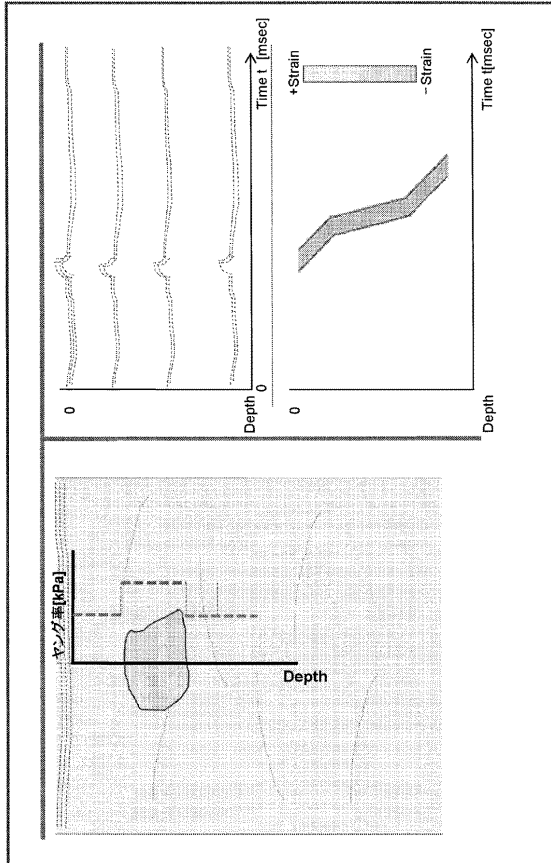 ヤング率[kPa]
Depth
0
Depth
0
Time t [msec]
+Strain
−Strain
0
Depth
Time t[msec]